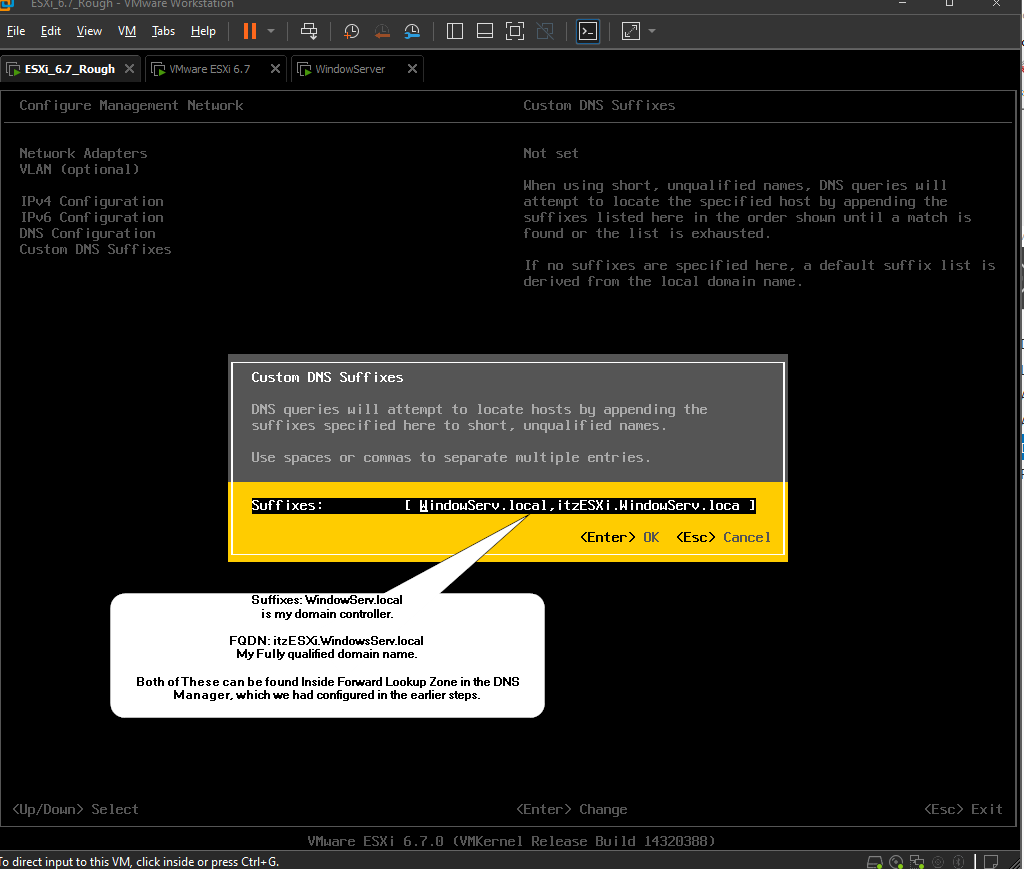 ESXi_6.7_Rough - VMware Workstation
File Edit View VM Tabs Help
ESXi_6.7_Rough VMware ESXi 6.7 WindowServer
Configure Management Network Custom DNS Suffixes
Network Adapters Not set
VLAN (optional)
When using short, unqualified names, DNS queries will
IPv4 Configuration attempt to locate the specified host by appending the
IPv6 Configuration suffixes listed here in the order shown until a match is
DNS Configuration found or the list is exhausted.
Custom DNS Suffixes
If no suffixes are specified here, a default suffix list is
derived from the local domain name.
Custom DNS Suffixes
DNS queries will attempt to locate hosts by appending the
suffixes specified here to short, unqualified names.
Use spaces or commas to separate multiple entries.
Suffixes: [ WindowServ.local,itzESXi.WindowServ.loca ]
<Enter> OK <Esc> Cancel
Suffixes: WindowServ.local
is my domain controller.
FQDN: itzESXi.WindowsServ.local
My Fully qualified domain name.
Both of These can be found Inside Forward Lookup Zone in the DNS
Manager, which we had configured in the earlier steps.
<Up/Down> Select <Enter> Change <Esc> Exit
VMware ESXi 6.7.0 (VMKernel Release Build 14320388)
To direct input to this VM, click inside or press Ctrl+G.